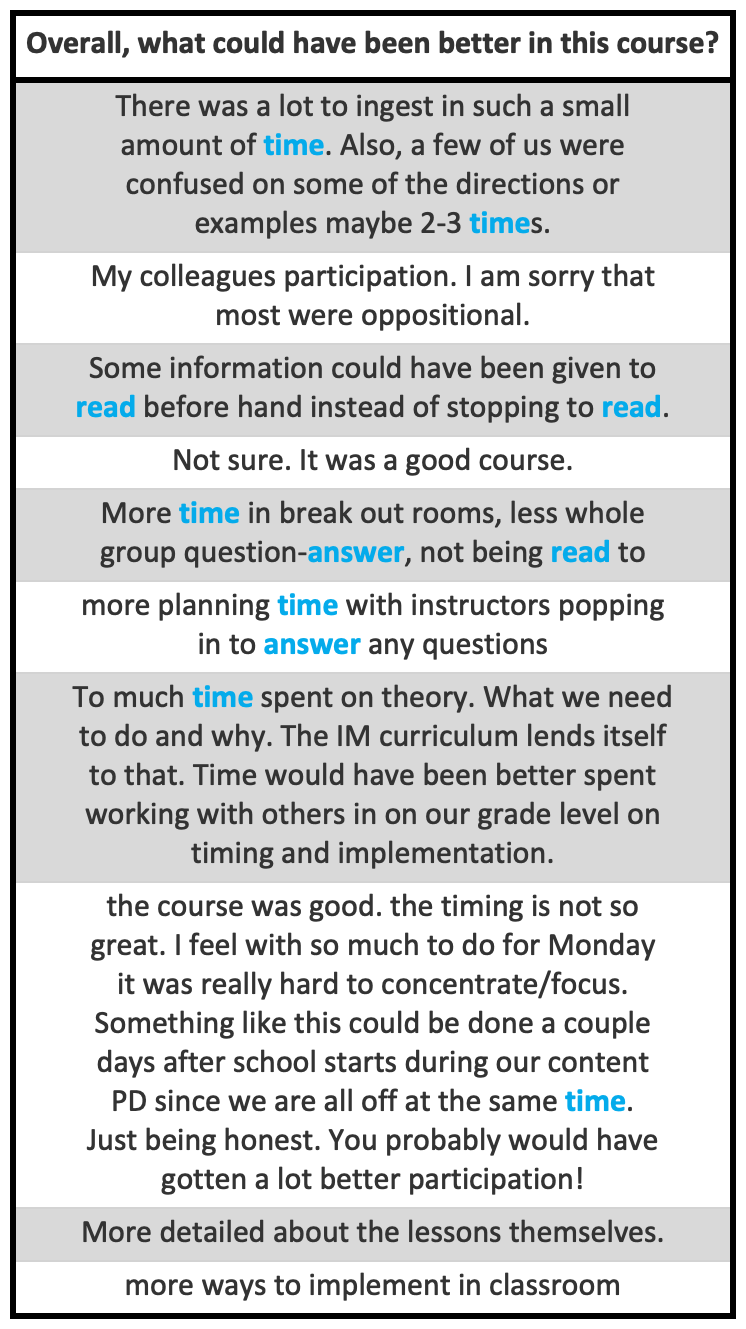 Overall, what could have been better in this course?
There was a lot to ingest in such a small
amount of time. Also, a few of us were
confused on some of the directions or
examples maybe 2-3 times.
My colleagues participation. I am sorry that
most were oppositional.
Some information could have been given to
read before hand instead of stopping to read.
Not sure. It was a good course.
More time in break out rooms, less whole
group question-answer, not being read to
more planning time with instructors popping
in to answer any questions
To much time spent on theory. What we need
to do and why. The IM curriculum lends itself
to that. Time would have been better spent
working with others in on our grade level on
timing and implementation.
the course was good. the timing is not so
great. I feel with so much to do for Monday
it was really hard to concentrate/focus.
Something like this could be done a couple
days after school starts during our content
PD since we are all off at the same time.
Just being honest. You probably would have
gotten a lot better participation!
More detailed about the lessons themselves.
more ways to implement in classroom